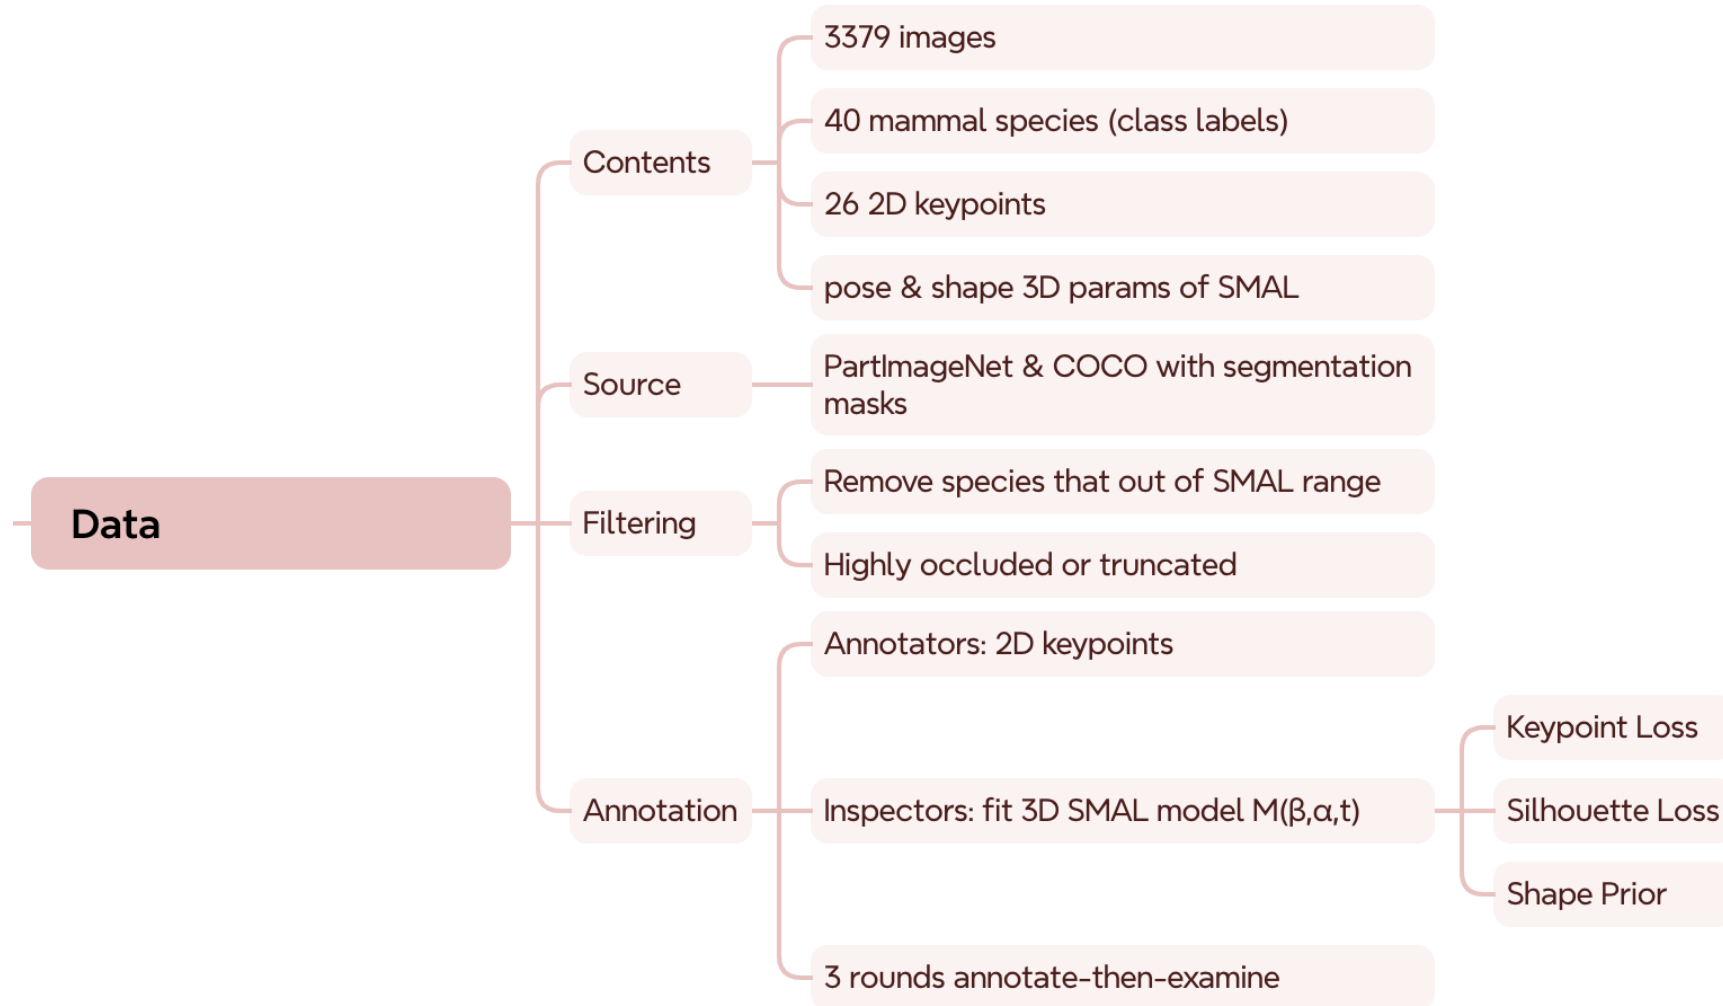 3379 images
40 mammal species (class labels)
Contents
26 2D keypoints
pose & shape 3D params of SMAL
PartImageNet & COCO with segmentation
masks
Source
Remove species that out of SMAL range
Data
Filtering
Highly occluded or truncated
Annotators: 2D keypoints
Keypoint Loss
Annotation
Inspectors: fit 3D SMAL model M(β,α,t)
Silhouette Loss
Shape Prior
3 rounds annotate-then-examine